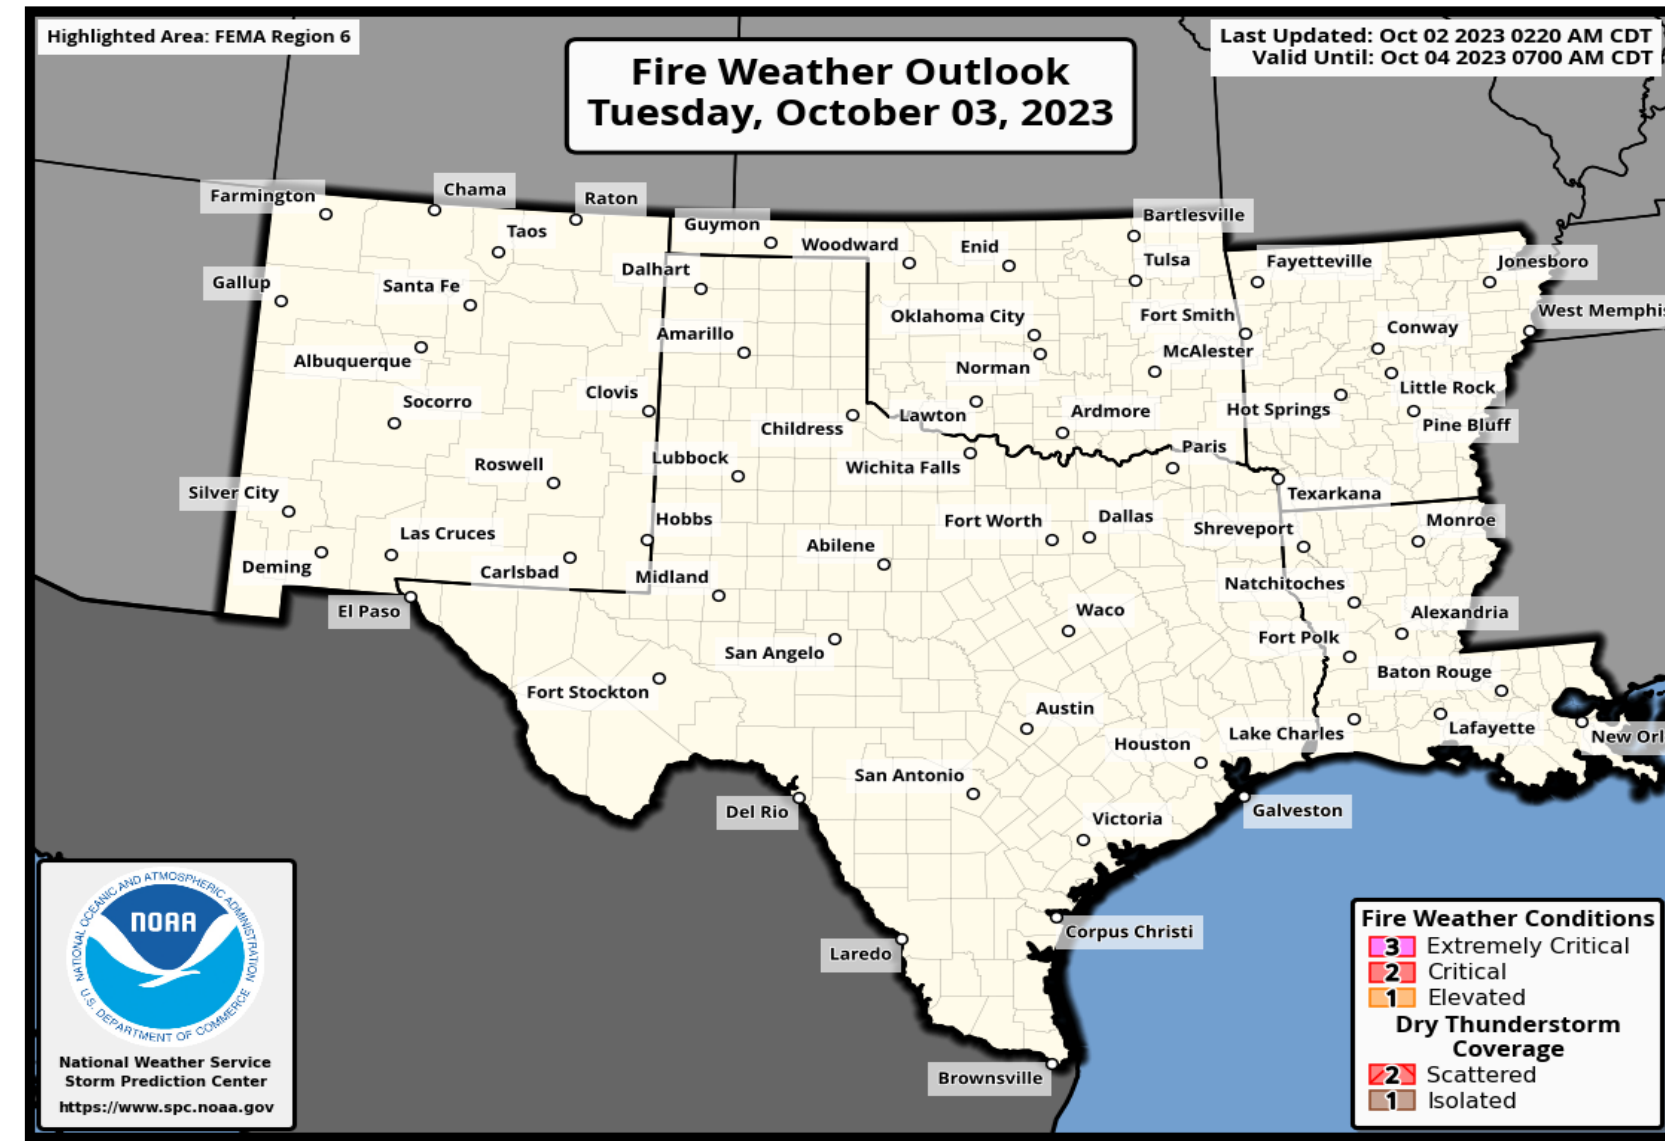 Highlighted Area: FEMA Region 6
Fire Weather Outlook
Tuesday, October 03, 2023
Last Updated: Oct 02 2023 0220 AM CDT
Valid Until: Oct 04 2023 0700 AM CDT
Farmington
Chama
Raton
Taos
Guymon
Woodward
Enid
Bartlesville
Tulsa
Fayetteville
Jonesboro
Gallup
Santa Fe
Dalhart
Oklahoma City
Fort Smith
West Memphis
Amarillo
Conway
Albuquerque
Norman
McAlester
Socorro
Clovis
Little Rock
Childress
Lawton
Ardmore
Hot Springs
Pine Bluff
Roswell
Lubbock
Wichita Falls
Paris
Silver City
Texarkana
Las Cruces
Hobbs
Fort Worth
Dallas
Shreveport
Monroe
Deming
Carlsbad
Midland
Abilene
Natchitoches
El Paso
Waco
Alexandria
San Angelo
Fort Polk
Fort Stockton
Baton Rouge
Austin
Houston
Lake Charles
Lafayette
New Orl
San Antonio
Del Rio
Victoria
Galveston
Corpus Christi
Laredo
Brownsville
NATIONAL OCEANIC AND ATMOSPHERIC ADMINISTRATION
NOAA
U.S. DEPARTMENT OF COMMERCE
National Weather Service
Storm Prediction Center
https://www.spc.noaa.gov
Fire Weather Conditions
3 Extremely Critical
2 Critical
1 Elevated
Dry Thunderstorm
Coverage
2 Scattered
1 Isolated